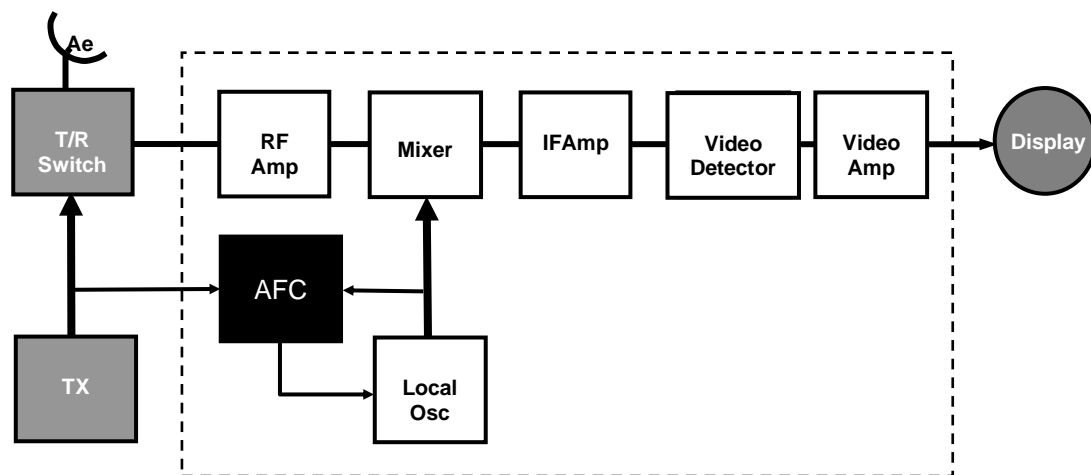 Ae
T/R
Switch
RF
Amp
Mixer
IFAmp
Video
Detector
Video
Amp
Display
AFC
TX
Local
Osc